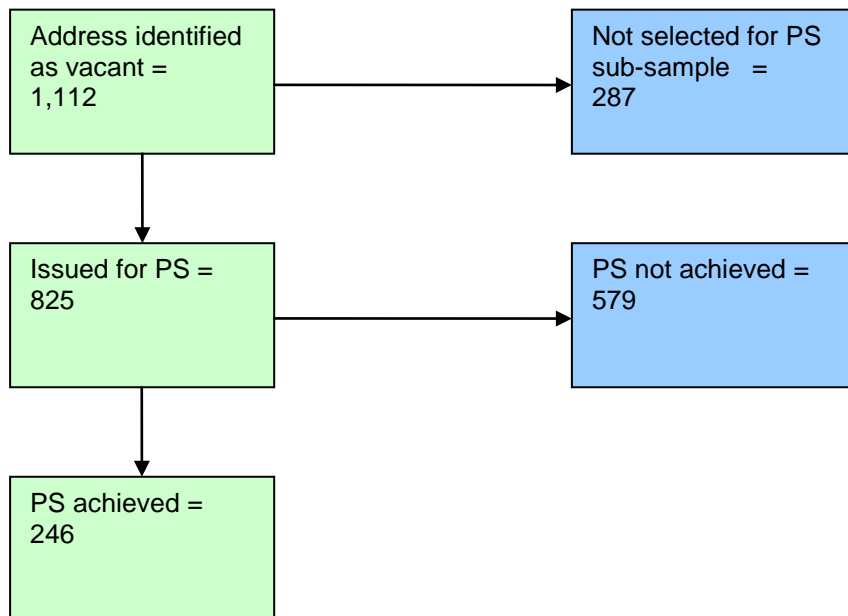 Address identified
as vacant =
1,112
Not selected for PS
sub-sample =
287
Issued for PS =
825
PS not achieved =
579
PS achieved =
246